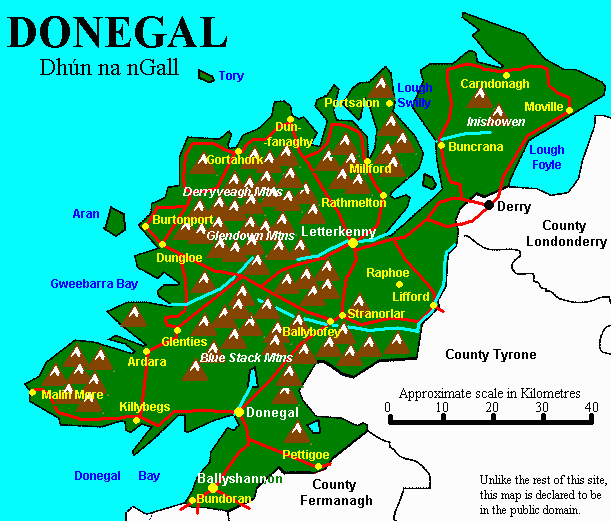 DONEGAL
Dhún na nGall
Tory
Portsalon
Lough
Swilly
Carndonagh
Moville
Inishowen
Dun-
fanaghy
Gortahork
Buncrana
Lough
Foyle
Millford
Derryveagh Mtns
Rathmelton
Aran
Burtonport
Derry
Glendown Mtns
Letterkenny
County
Londonderry
Dungloe
Raphoe
Gweebarra Bay
Lifford
Stranorlar
Ballybofey
Glenties
Blue Stack Mtns
County Tyrone
Ardara
Malin More
Approximate scale in Kilometres
0 10 20 30 40
Killybegs
Donegal
Pettigoe
Donegal Bay
Ballyshannon
County
Fermanagh
Bundoran
Unlike the rest of this site,
this map is declared to be
in the public domain.